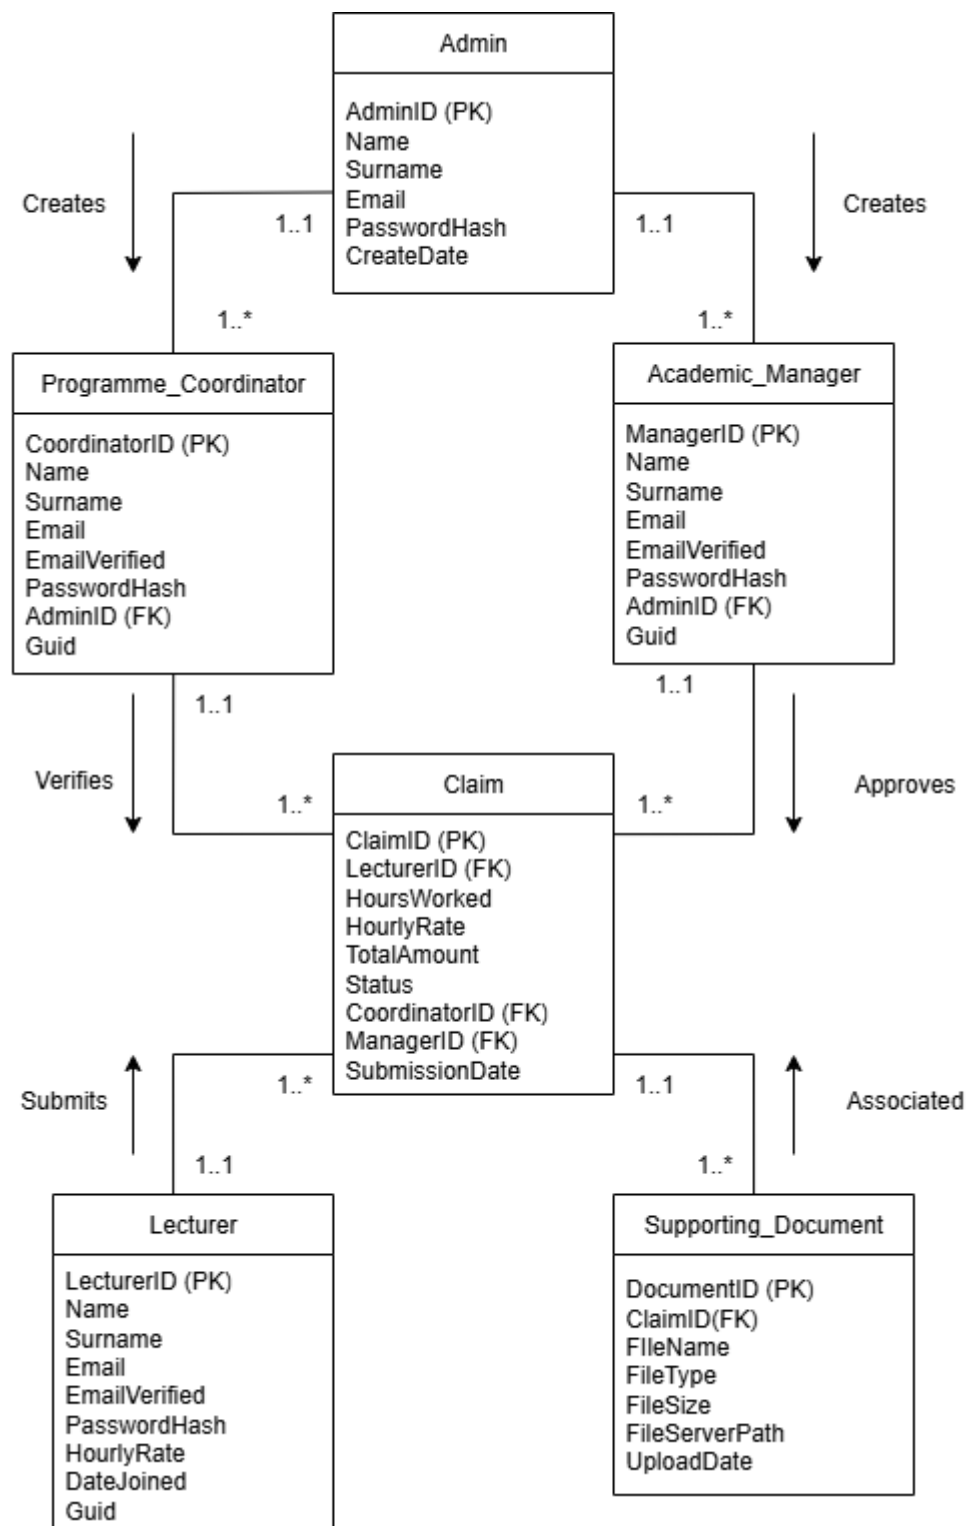 Admin
AdminID (PK)
Name
Surname
Email
PasswordHash
CreateDate
Creates
Creates
1..1
1..1
1..*
1..*
Programme_Coordinator
CoordinatorID (PK)
Name
Surname
Email
EmailVerified
PasswordHash
AdminID (FK)
Guid
Academic_Manager
ManagerID (PK)
Name
Surname
Email
EmailVerified
PasswordHash
AdminID (FK)
Guid
1..1
1..1
Verifies
Approves
1..*
1..*
Claim
ClaimID (PK)
LecturerID (FK)
HoursWorked
HourlyRate
TotalAmount
Status
CoordinatorID (FK)
ManagerID (FK)
SubmissionDate
Submits
Associated
1..*
1..1
1..1
1..*
Lecturer
LecturerID (PK)
Name
Surname
Email
EmailVerified
PasswordHash
HourlyRate
DateJoined
Guid
Supporting_Document
DocumentID (PK)
ClaimID(FK)
FIleName
FileType
FileSize
FileServerPath
UploadDate